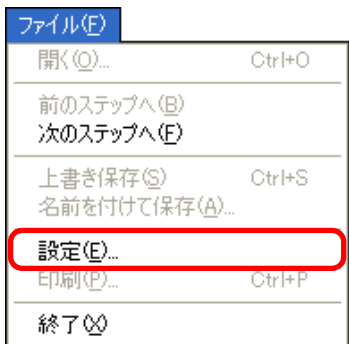 ファイル(F)
開く(O)... Ctrl+O
前のステップへ(B)
次のステップへ(F)
上書き保存(S) Ctrl+S
名前を付けて保存(A)...
設定(E)...
印刷(P)... Ctrl+P
終了(X)